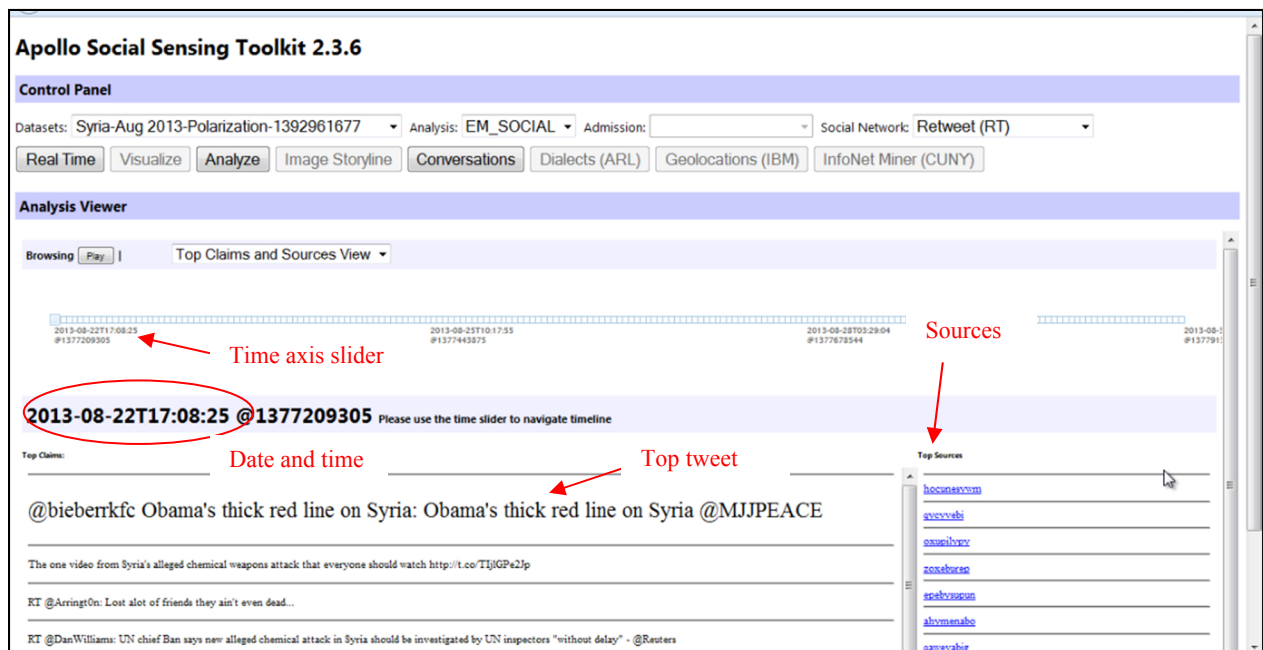 Apollo Social Sensing Toolkit 2.3.6
Control Panel
Datasets: Syria-Aug 2013-Polarization-1392961677 Analysis: EM_SOCIAL Admission: Social Network: Retweet (RT)
Real Time Visualize Analyze Image Storyline Conversations Dialects (ARL) Geolocations (IBM) InfoNet Miner (CUNY)
Analysis Viewer
Browsing Play | Top Claims and Sources View
2013-08-22T17:08:25 2013-08-25T10:17:55 2013-08-28T03:29:04 2013-08-3
@1377209305 @1377443875 @1377678544 @137791
Time axis slider
Sources
2013-08-22T17:08:25 @1377209305 Please use the time slider to navigate timeline
Date and time
Top tweet
Top Claims:
Top Sources
@bieberrkfc Obama's thick red line on Syria: Obama's thick red line on Syria @MJJPEACE
The one video from Syria's alleged chemical weapons attack that everyone should watch http://t.co/TIjlGPe2Jp
RT @Arringt0n: Lost alot of friends they ain't even dead...
RT @DanWilliams: UN chief Ban says new alleged chemical attack in Syria should be investigated by UN inspectors "without delay" - @Reuters
hocunesvwm
qvcvvebi
oxupilvpv
zoxeburep
epebysupun
ahymenabo